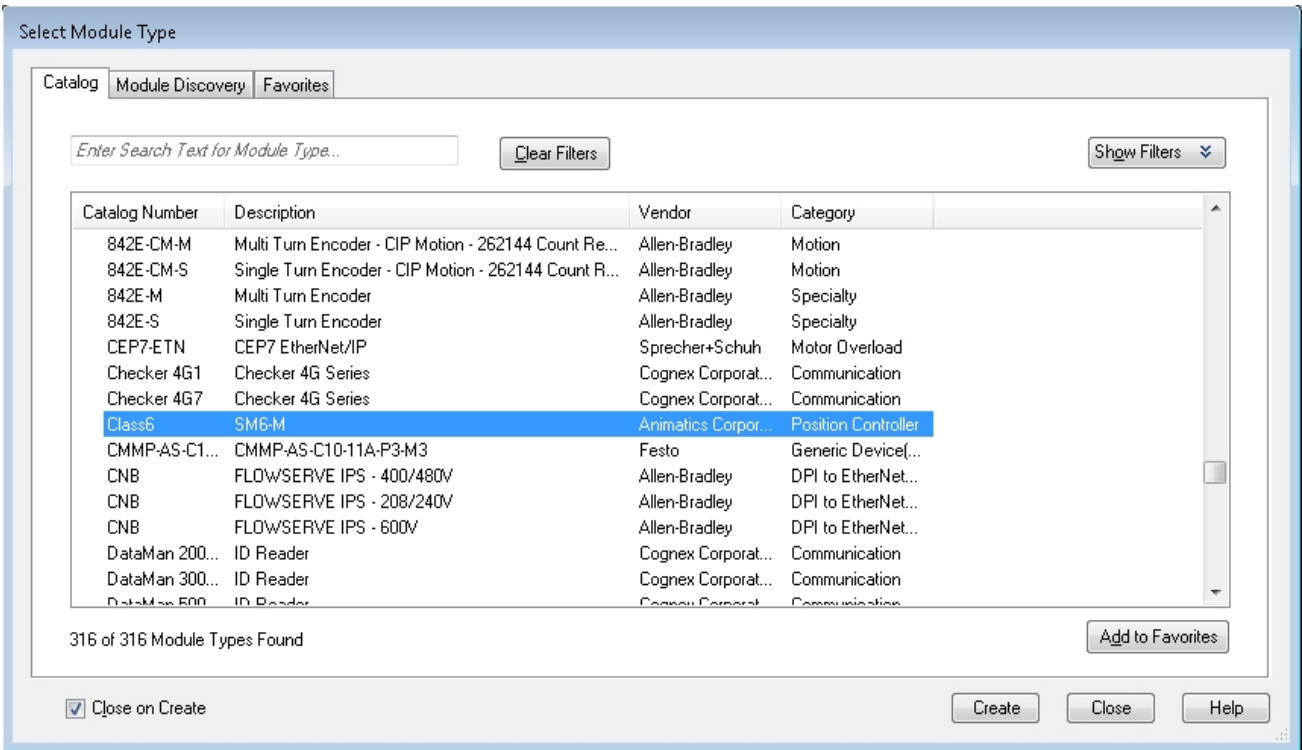 Select Module Type
Catalog Module Discovery Favorites
Enter Search Text for Module Type... Clear Filters Show Filters
Catalog Number Description Vendor Category
842E-CM-M Multi Turn Encoder - CIP Motion - 262144 Count Re... Allen-Bradley Motion
842E-CM-S Single Turn Encoder - CIP Motion - 262144 Count R... Allen-Bradley Motion
842E-M Multi Turn Encoder Allen-Bradley Specialty
842E-S Single Turn Encoder Allen-Bradley Specialty
CEP7-ETN CEP7 EtherNet/IP Sprecher+Schuh Motor Overload
Checker 4G1 Checker 4G Series Cognex Corporat... Communication
Checker 4G7 Checker 4G Series Cognex Corporat... Communication
Class6 SM6-M Animatics Corpor... Position Controller
CMMP-AS-C1... CMMP-AS-C10-11A-P3-M3 Festo Generic Device(...
CNB FLOWSERVE IPS - 400/480V Allen-Bradley DPI to EtherNet...
CNB FLOWSERVE IPS - 208/240V Allen-Bradley DPI to EtherNet...
CNB FLOWSERVE IPS - 600V Allen-Bradley DPI to EtherNet...
DataMan 200... ID Reader Cognex Corporat... Communication
DataMan 300... ID Reader Cognex Corporat... Communication
DataMan 500... ID Reader Cognex Corporat... Communication
316 of 316 Module Types Found Add to Favorites
Close on Create Create Close Help